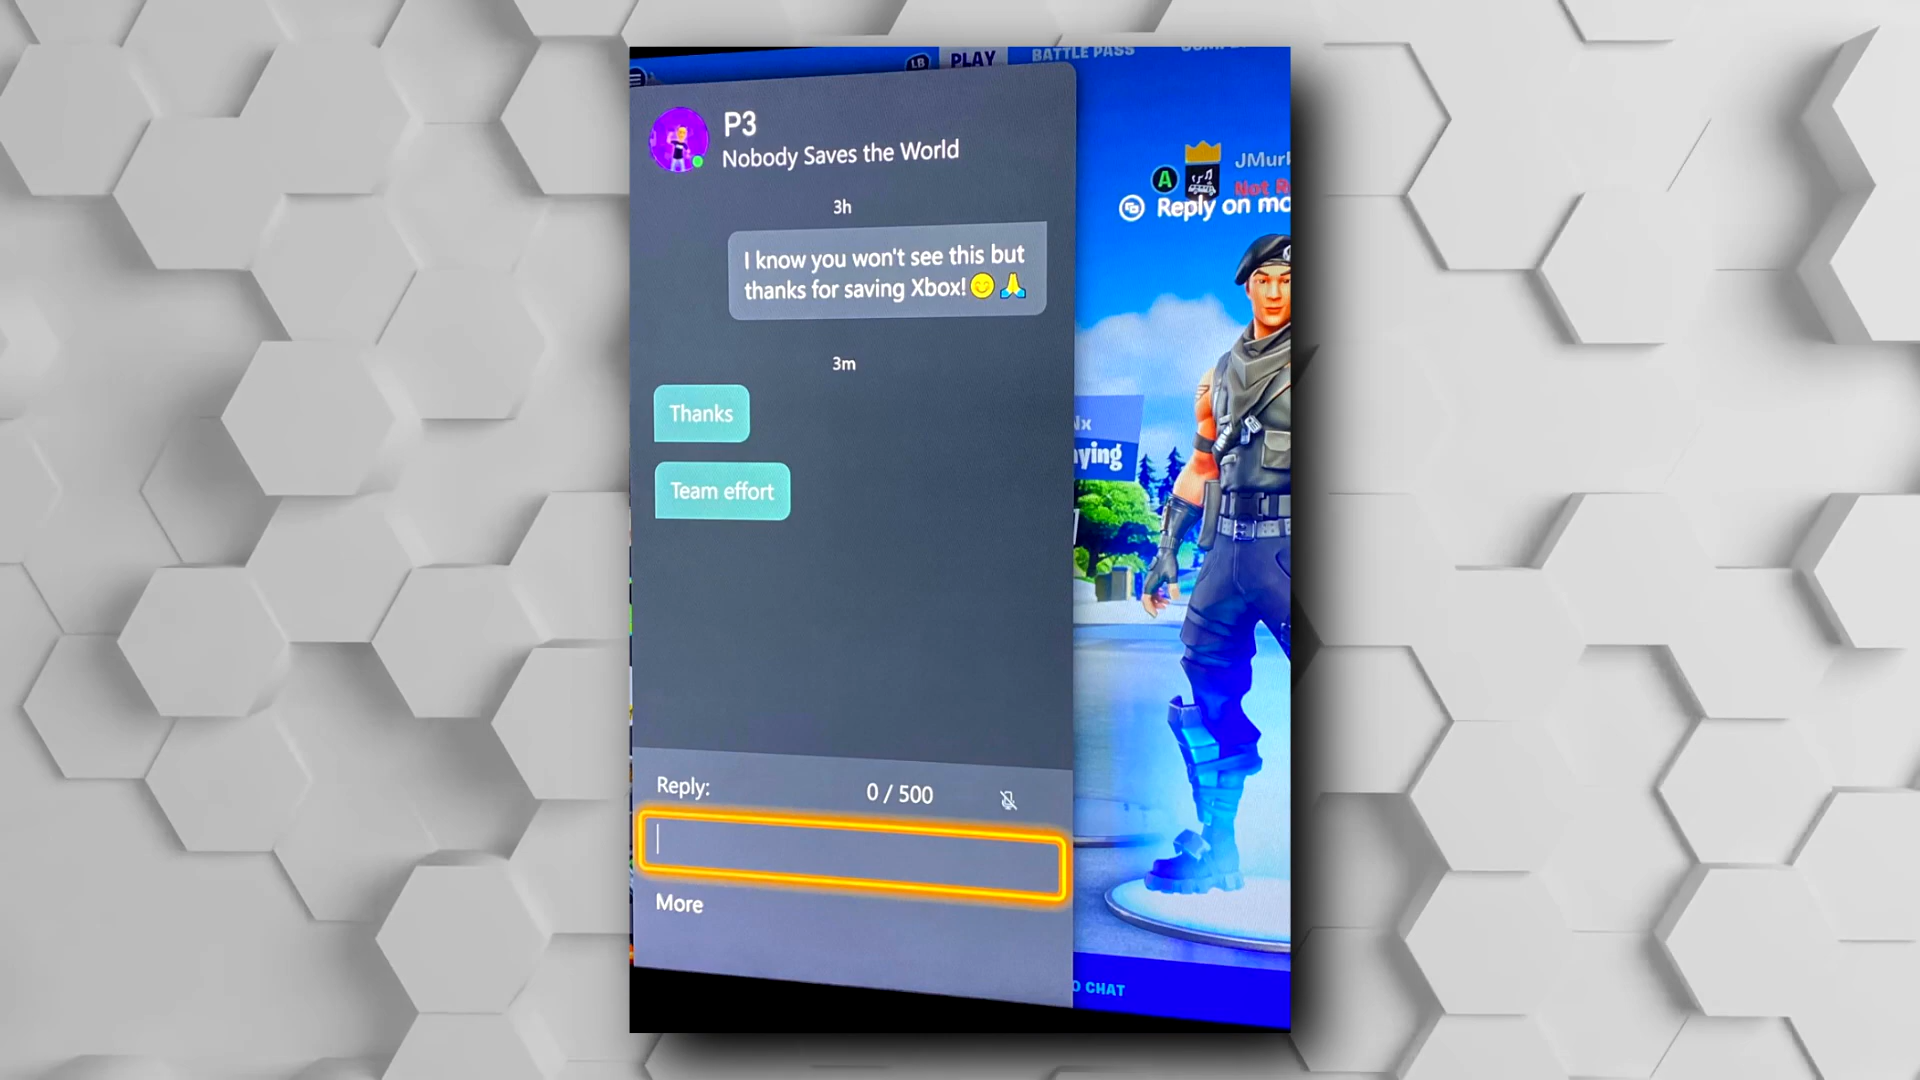 LB PLAY BATTLE PASS
P3
Nobody Saves the World
3h
I know you won't see this but
thanks for saving Xbox!😊🙏
3m
Thanks
Team effort
Reply: 0 / 500
More
A
Reply on
CHAT